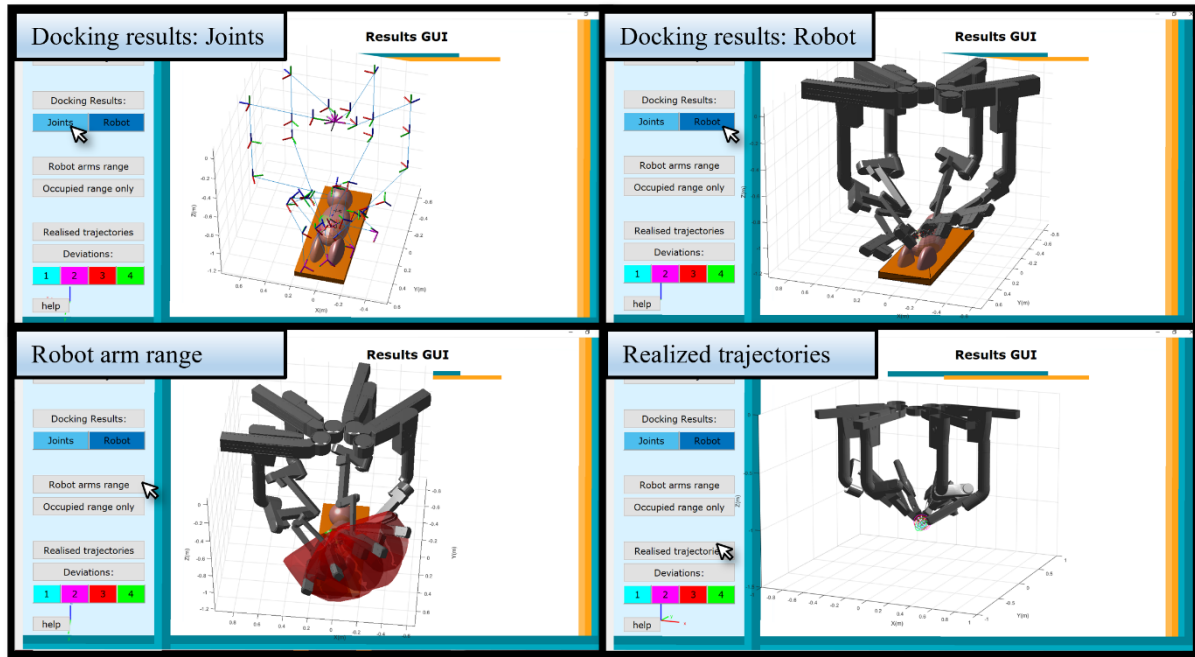 Docking results: Joints
Results GUI
Docking Results:
Joints Robot
Robot arms range
Occupied range only
Realised trajectories
Deviations:
1 2 3 4
help
Z(m)
X(m)
Y(m)
Docking results: Robot
Results GUI
Docking Results:
Joints Robot
Robot arms range
Occupied range only
Realised trajectories
Deviations:
1 2 3 4
help
Z(m)
X(m)
Y(m)
Robot arm range
Results GUI
Docking Results:
Joints Robot
Robot arms range
Occupied range only
Realised trajectories
Deviations:
1 2 3 4
help
Z(m)
Y(m)
Realized trajectories
Results GUI
Docking Results:
Joints Robot
Robot arms range
Occupied range only
Realised trajectories
Deviations:
1 2 3 4
help
Z(m)
X(m)
Y(m)